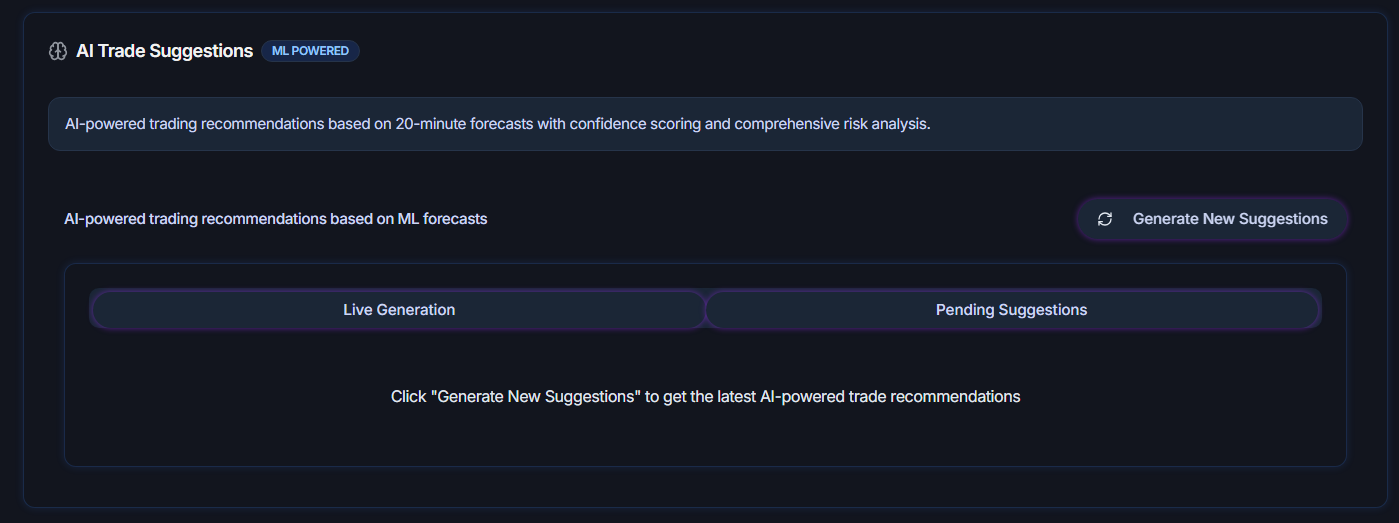 AI Trade Suggestions ML POWERED
AI-powered trading recommendations based on 20-minute forecasts with confidence scoring and comprehensive risk analysis.
AI-powered trading recommendations based on ML forecasts
Generate New Suggestions
Live Generation
Pending Suggestions
Click "Generate New Suggestions" to get the latest AI-powered trade recommendations